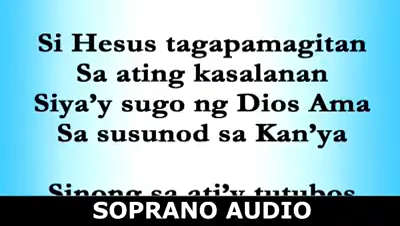 Si Hesus tagapamagitan
Sa ating kasalanan
Siya’y sugo ng Dios Ama
Sa susunod sa Kan’ya
Sinong sa ati’y tutubos
SOPRANO AUDIO